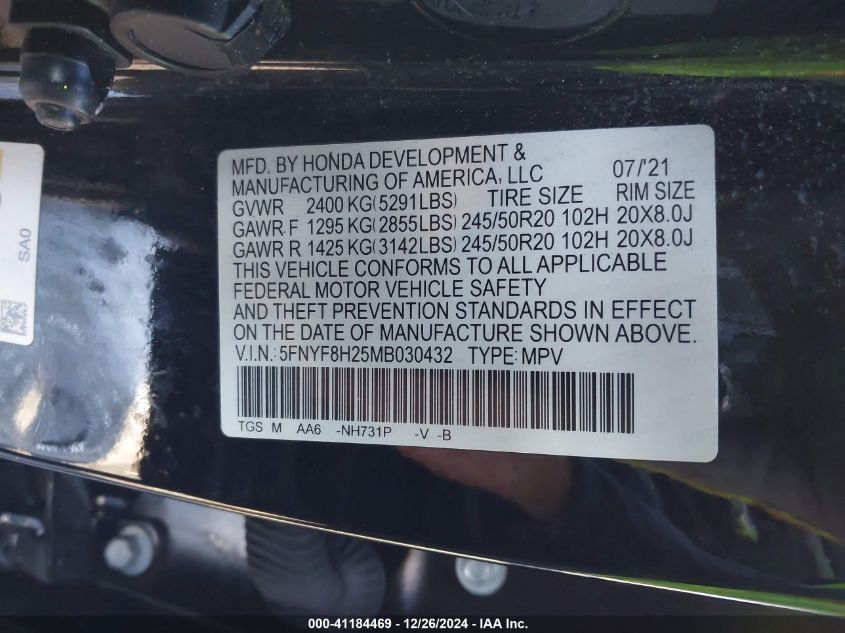 MFD. BY HONDA DEVELOPMENT &
MANUFACTURING OF AMERICA, LLC 07/'21
GVWR 2400 KG(5291LBS) TIRE SIZE RIM SIZE
GAWR F 1295 KG(2855LBS) 245/50R20 102H 20X8.0J
GAWR R 1425 KG(3142LBS) 245/50R20 102H 20X8.0J
THIS VEHICLE CONFORMS TO ALL APPLICABLE
FEDERAL MOTOR VEHICLE SAFETY
AND THEFT PREVENTION STANDARDS IN EFFECT
ON THE DATE OF MANUFACTURE SHOWN ABOVE.
V.I.N.: 5FNYF8H25MB030432 TYPE: MPV
TGS M AA6 -NH731P -V -B
SA0
000-41184469 - 12/26/2024 - IAA Inc.